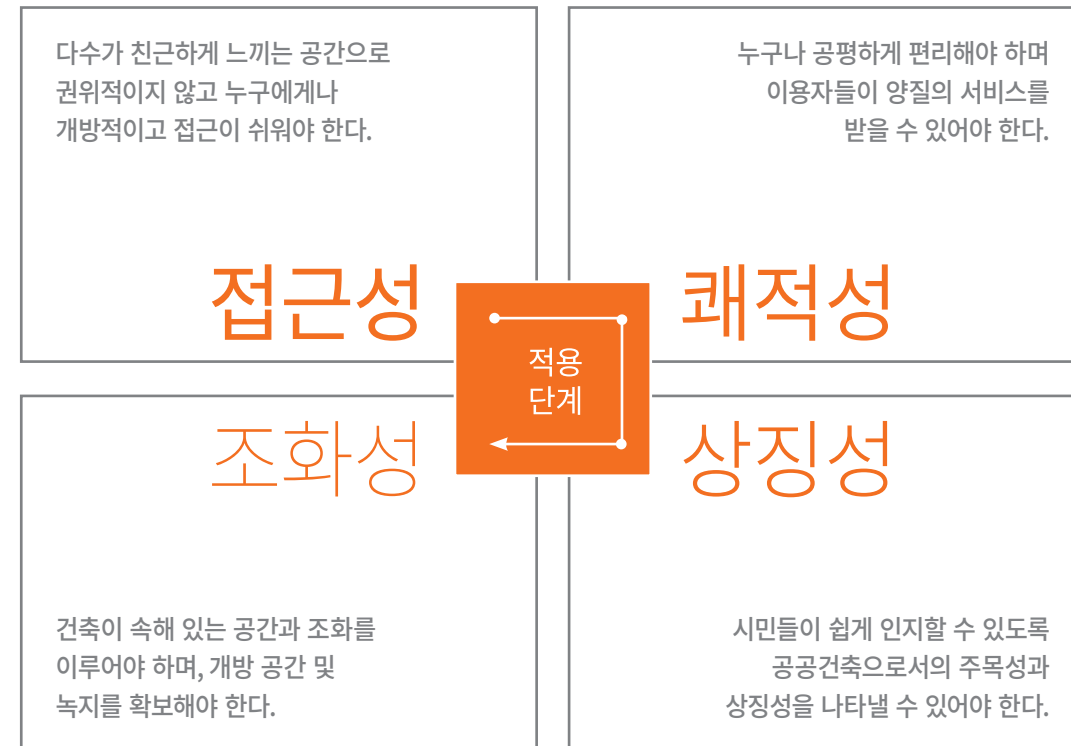 다수가 친근하게 느끼는 공간으로
권위적이지 않고 누구에게나
개방적이고 접근이 쉬워야 한다.
접근성
누구나 공평하게 편리해야 하며
이용자들이 양질의 서비스를
받을 수 있어야 한다.
쾌적성
적용
단계
조화성
건축이 속해 있는 공간과 조화를
이루어야 하며, 개방 공간 및
녹지를 확보해야 한다.
상징성
시민들이 쉽게 인지할 수 있도록
공공건축으로서의 주목성과
상징성을 나타낼 수 있어야 한다.